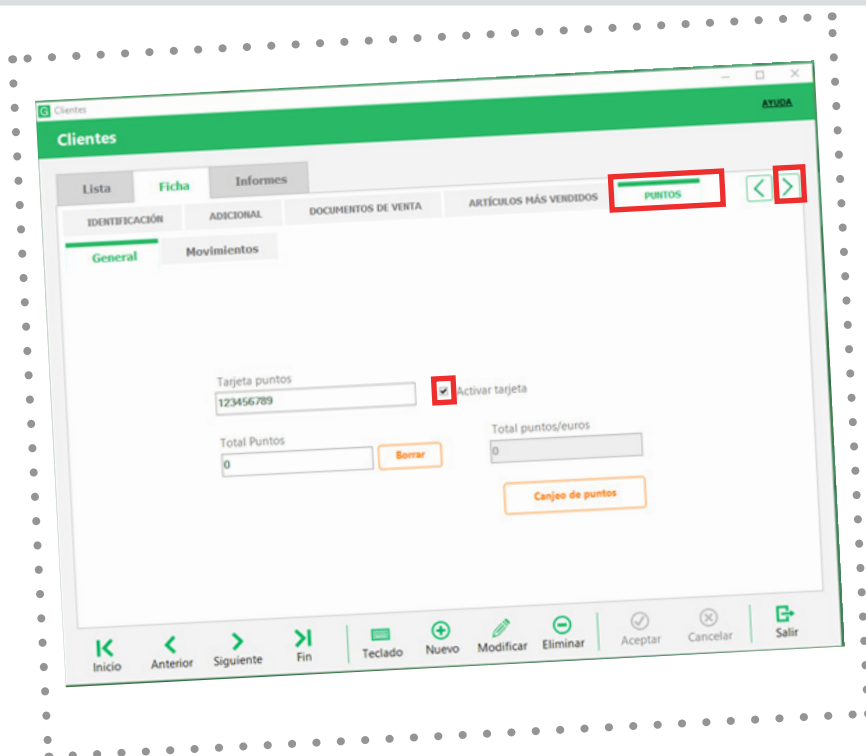 G Clientes
AYUDA
Clientes
Lista Ficha Informes
IDENTIFICACIÓN ADICIONAL DOCUMENTOS DE VENTA ARTÍCULOS MÁS VENDIDOS PUNTOS
General Movimientos
Tarjeta puntos
123456789 Activar tarjeta
Total Puntos Total puntos/euros
0 Borrar 0
Canjeo de puntos
Inicio Anterior Siguiente Fin Teclado Nuevo Modificar Eliminar Aceptar Cancelar Salir